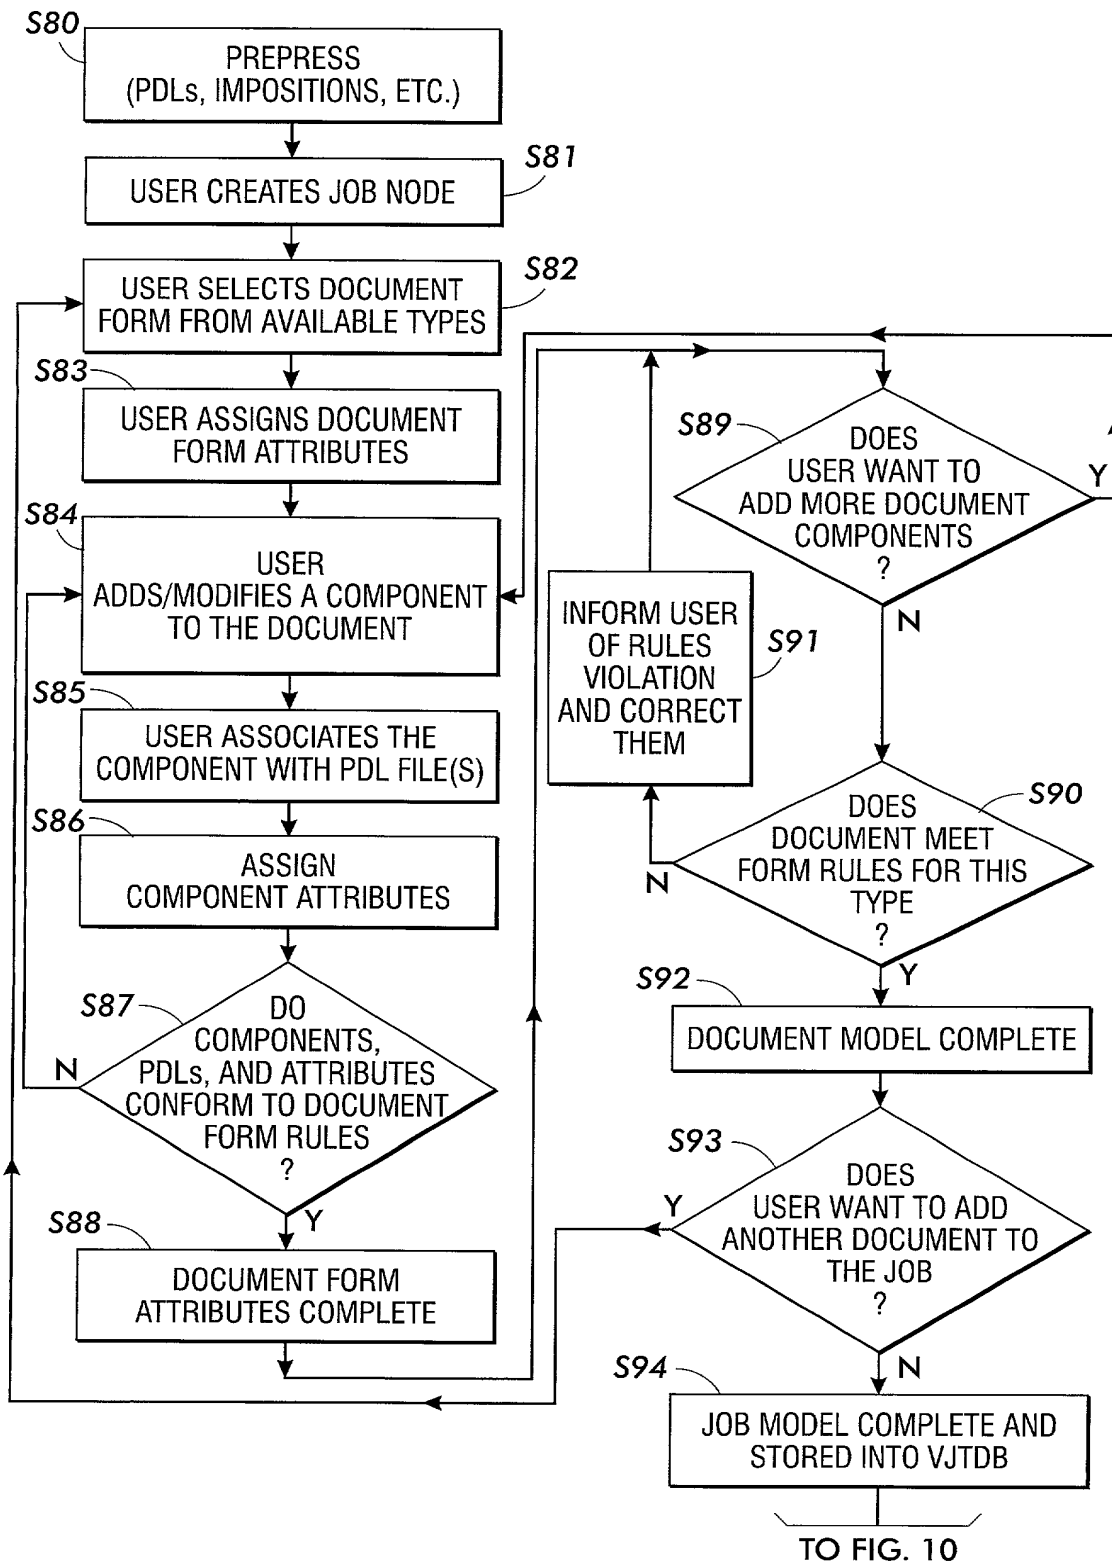 S80
PREPRESS
(PDLs, IMPOSITIONS, ETC.)
S81
USER CREATES JOB NODE
S82
USER SELECTS DOCUMENT
FORM FROM AVAILABLE TYPES
S83
USER ASSIGNS DOCUMENT
FORM ATTRIBUTES
S84
USER
ADDS/MODIFIES A COMPONENT
TO THE DOCUMENT
S85
USER ASSOCIATES THE
COMPONENT WITH PDL FILE(S)
S86
ASSIGN
COMPONENT ATTRIBUTES
S87
DO
COMPONENTS,
PDLs, AND ATTRIBUTES
CONFORM TO DOCUMENT
FORM RULES
?
N
Y
S88
DOCUMENT FORM
ATTRIBUTES COMPLETE
S89
DOES
USER WANT TO
ADD MORE DOCUMENT
COMPONENTS
?
Y
N
S91
INFORM USER
OF RULES
VIOLATION
AND CORRECT
THEM
S90
DOES
DOCUMENT MEET
FORM RULES FOR THIS
TYPE
?
N
Y
S92
DOCUMENT MODEL COMPLETE
S93
DOES
USER WANT TO ADD
ANOTHER DOCUMENT TO
THE JOB
?
Y
N
S94
JOB MODEL COMPLETE AND
STORED INTO VJTDB
TO FIG. 10